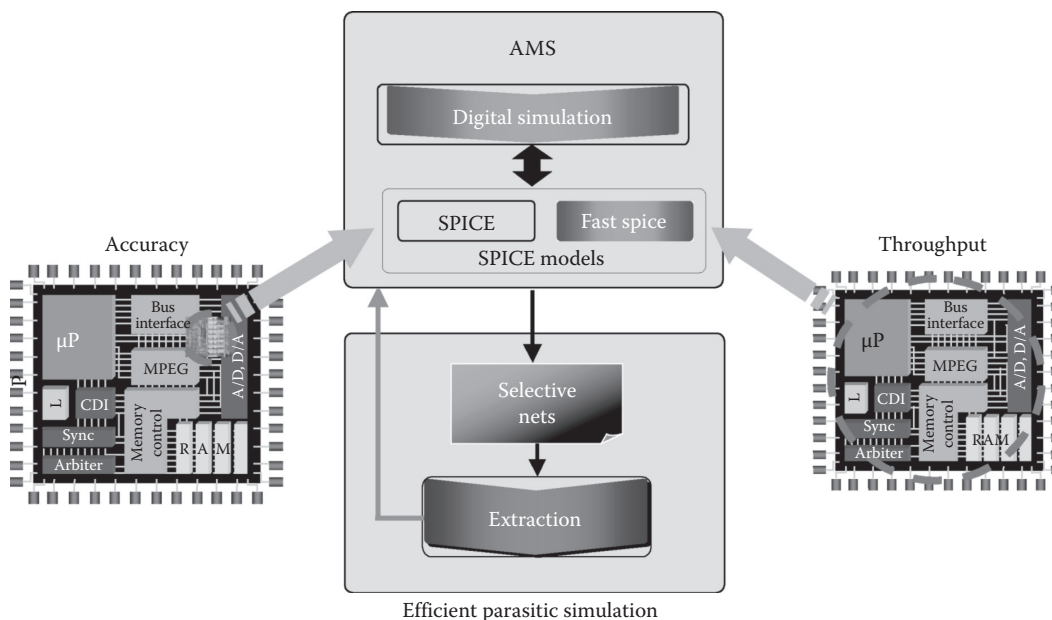 AMS
Digital simulation
SPICE
Fast spice
SPICE models
Accuracy
μP
Bus
interface
A/D, D/A
MPEG
L
CDI
Memory
control
Sync
Arbiter
R A M
p
Throughput
μP
Bus
interface
A/D, D/A
MPEG
L
CDI
Memory
control
Sync
Arbiter
RAM
Selective
nets
Extraction
Efficient parasitic simulation